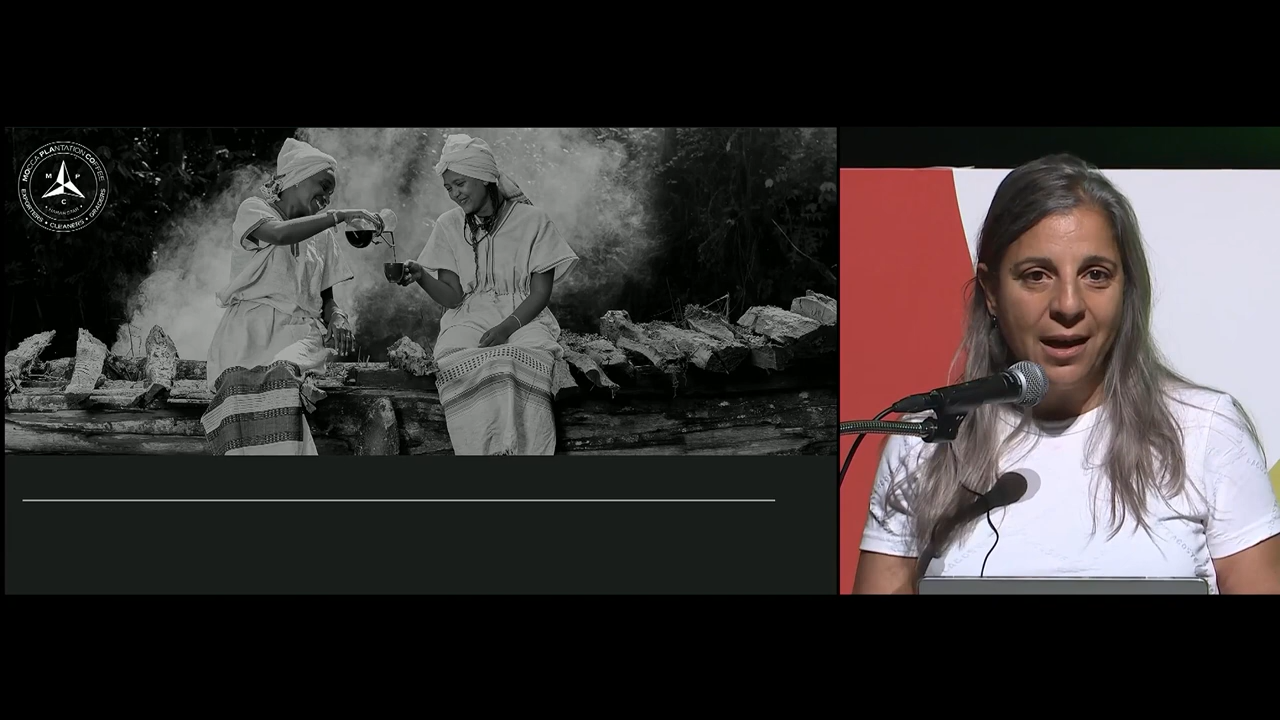 MOCCA PLANTATION COFFEE
M P
C
EXPORTERS • CLEANERS • GRADERS